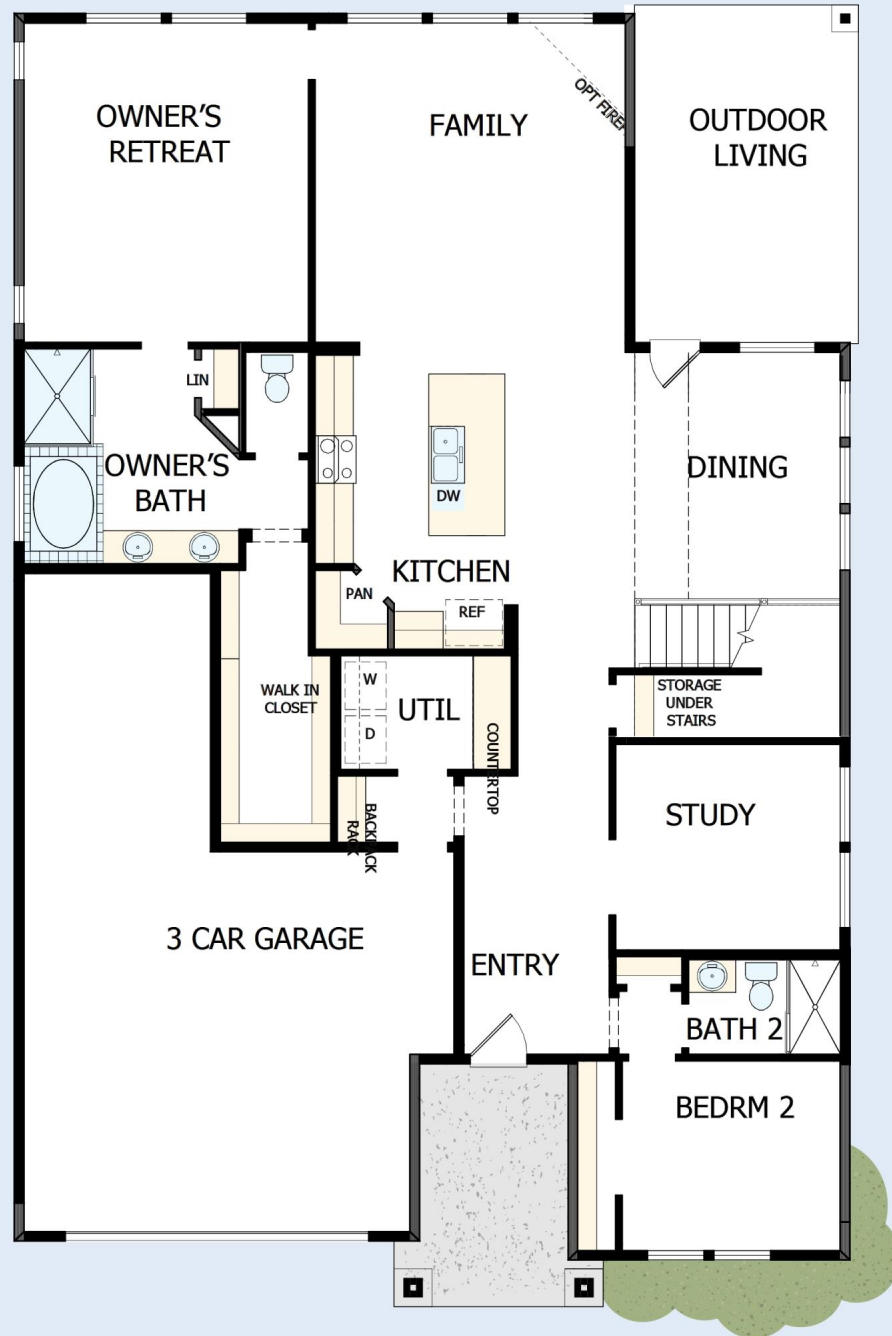 OWNER'S
RETREAT
FAMILY
OPT
OUTDOOR
LIVING
LIN
OWNER'S
BATH
DW
DINING
KITCHEN
PAN
REF
WALK IN
CLOSET
W
D
UTIL
COUNTERTOP
STORAGE
UNDER
STAIRS
BACKPACK
RACK
STUDY
3 CAR GARAGE
ENTRY
BATH 2
BEDRM 2